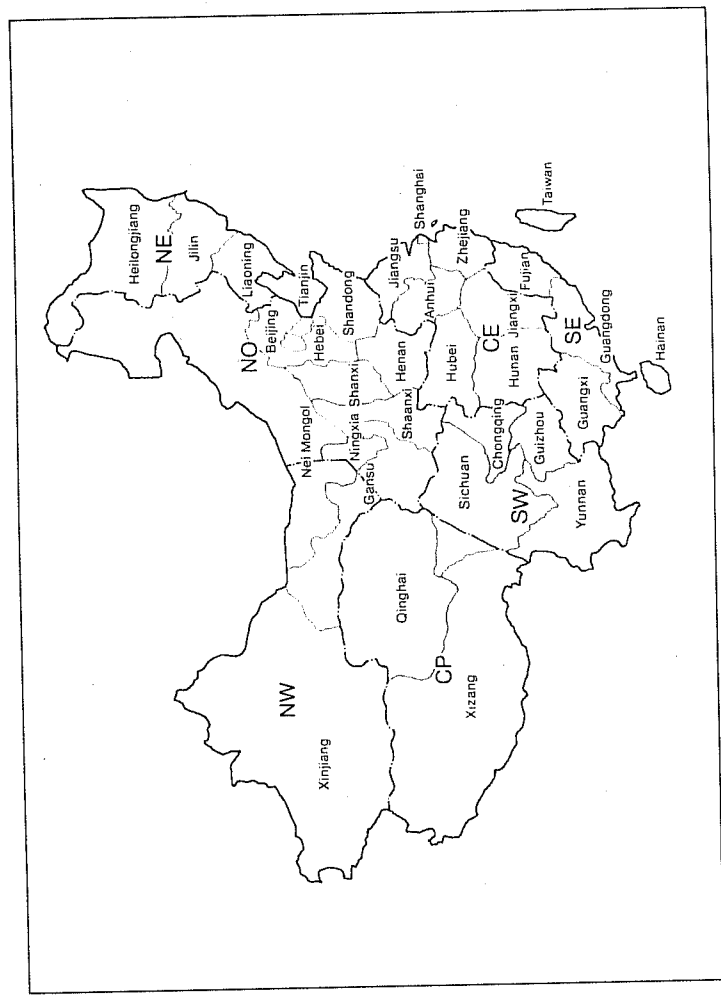 Heilongjiang
NE
Jilin
Liaoning
NO
Beijing
Tianjin
Hebei
Nei Mongol
Shanxi
Ningxia
Shandong
NW
Xinjiang
Gansu
Shaanxi
Henan
Jiangsu
Qinghai
Anhui
Shanghai
CP
Xizang
Sichuan
Hubei
Zhejiang
Chongqing
CE
SW
Hunan
Jiangxi
Guizhou
Fujian
Taiwan
Yunnan
Guangxi
SE
Guangdong
Hainan